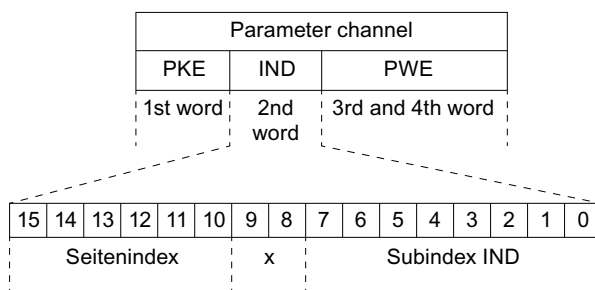 Parameter channel
PKE IND PWE
1st word 2nd word 3rd and 4th word
15 14 13 12 11 10 9 8 7 6 5 4 3 2 1 0
Seitenindex x Subindex IND